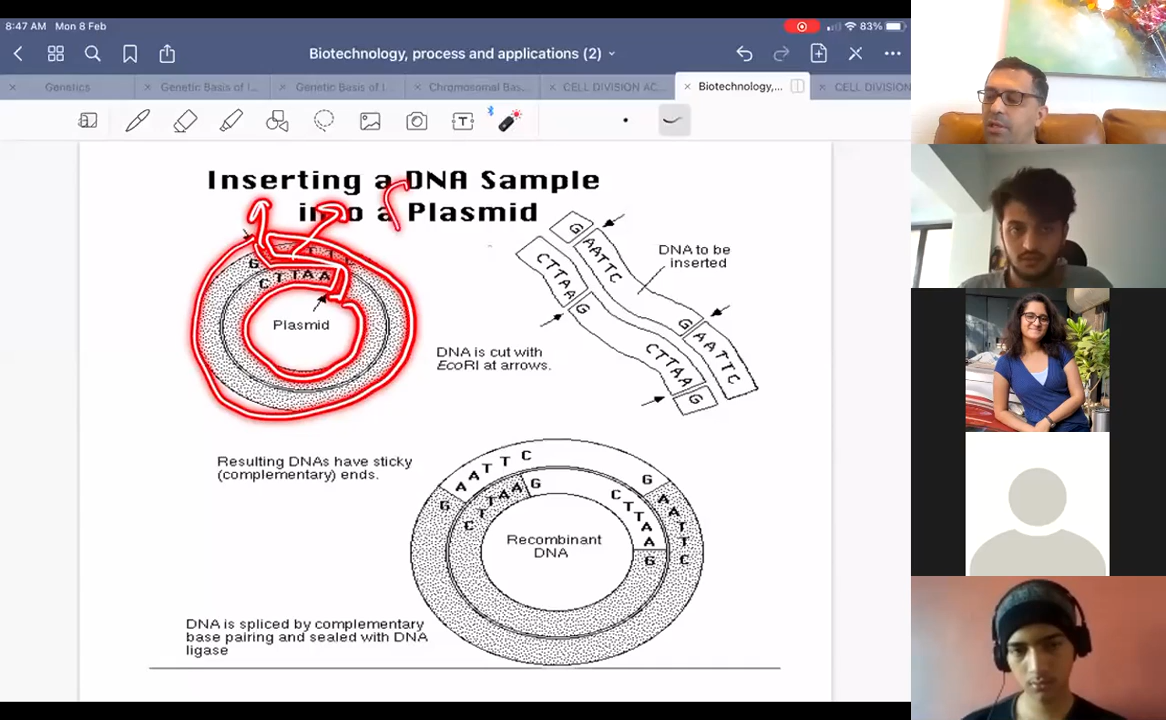 8:47 AM Mon 8 Feb
83%
Biotechnology, process and applications (2)
Genetics
Genetic Basis of I...
Genetic Basis of I...
Chromosomal Bas...
CELL DIVISION AC...
Biotechnology,...
CELL DIVISION
T
Inserting a DNA Sample
into a Plasmid
G
CTTAA
Plasmid
G
AATTC
CTTAA
G
DNA to be
inserted
G
AATTC
CTTAA
G
DNA is cut with
EcoRI at arrows.
Resulting DNAs have sticky
(complementary) ends.
G AATTC
CTTAA G
G AATTC
CTTAA G
Recombinant
DNA
DNA is spliced by complementary
base pairing and sealed with DNA
ligase